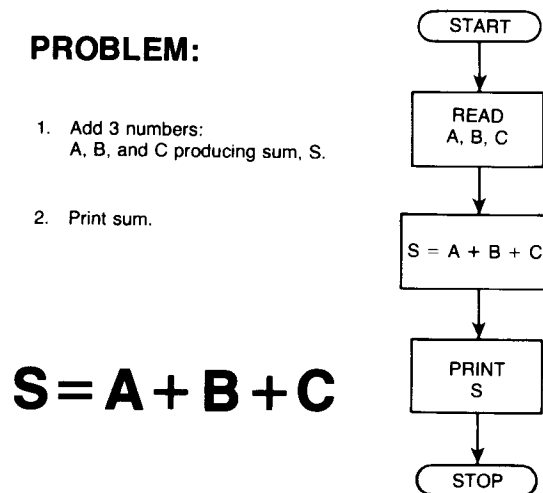 PROBLEM:
1. Add 3 numbers:
A, B, and C producing sum, S.
2. Print sum.
S = A + B + C
START
READ
A, B, C
S = A + B + C
PRINT
S
STOP